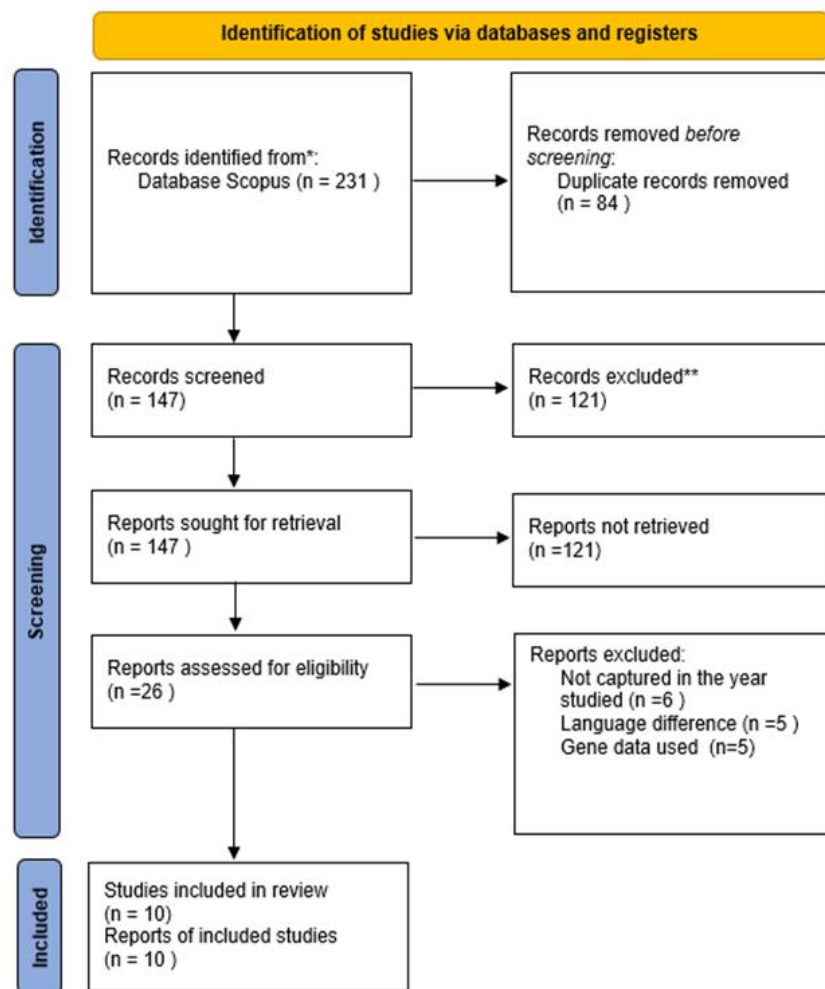 Identification of studies via databases and registers
Identification
Records identified from*:
Database Scopus (n = 231 )
Records removed before
screening:
Duplicate records removed
(n = 84 )
Screening
Records screened
(n = 147)
Records excluded**
(n = 121)
Reports sought for retrieval
(n = 147 )
Reports not retrieved
(n =121)
Reports assessed for eligibility
(n =26 )
Reports excluded:
Not captured in the year
studied (n =6 )
Language difference (n =5 )
Gene data used (n=5)
Included
Studies included in review
(n = 10)
Reports of included studies
(n = 10 )